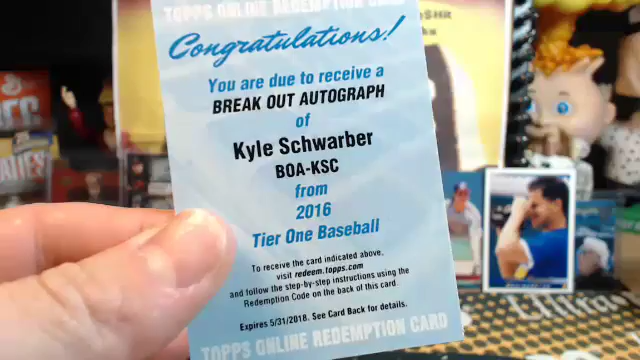 TOPPS ONLINE REDEMPTION CARD
Congratulations!
You are due to receive a
BREAK OUT AUTOGRAPH
of
Kyle Schwarber
BOA-KSC
from
2016
Tier One Baseball
To receive the card indicated above,
visit redeem.topps.com
and follow the step-by-step instructions using the
Redemption Code on the back of this card.
Expires 5/31/2018. See Card Back for details.
TOPPS ONLINE REDEMPTION CARD